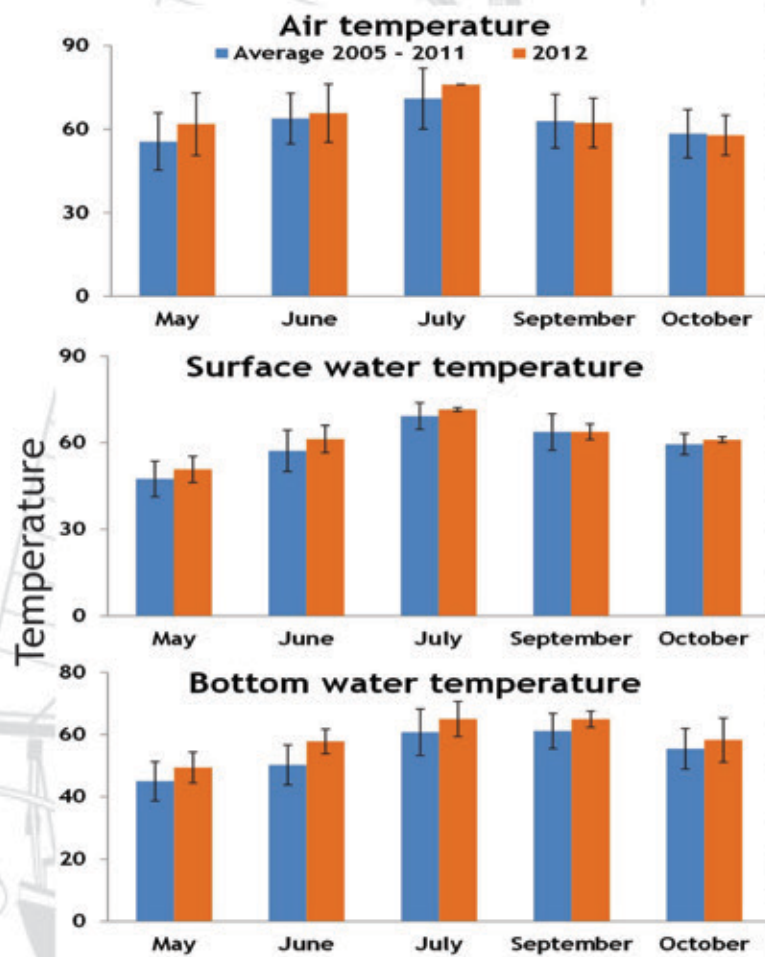 Air temperature
Average 2005 - 2011 2012
90
60
30
0
May June July September October
Surface water temperature
90
60
30
0
May June July September October
Temperature
Bottom water temperature
80
60
40
20
0
May June July September October